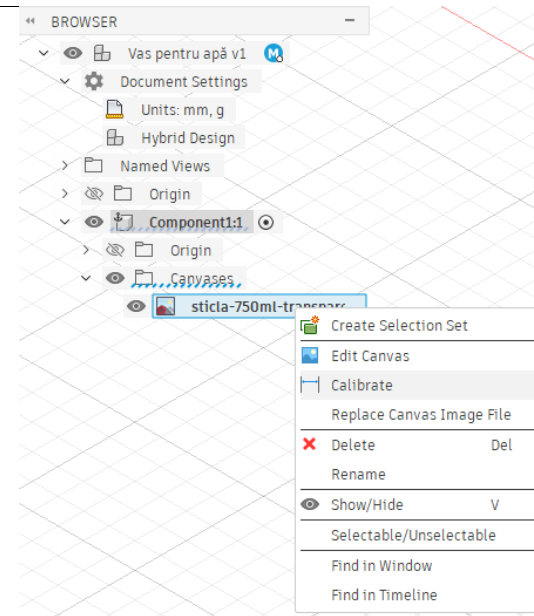 BROWSER
Vas pentru apă v1 M
Document Settings
Units: mm, g
Hybrid Design
Named Views
Origin
Component1:1
Origin
Canvases
sticla-750ml-transpare
Create Selection Set
Edit Canvas
Calibrate
Replace Canvas Image File
Delete Del
Rename
Show/Hide V
Selectable/Unselectable
Find in Window
Find in Timeline